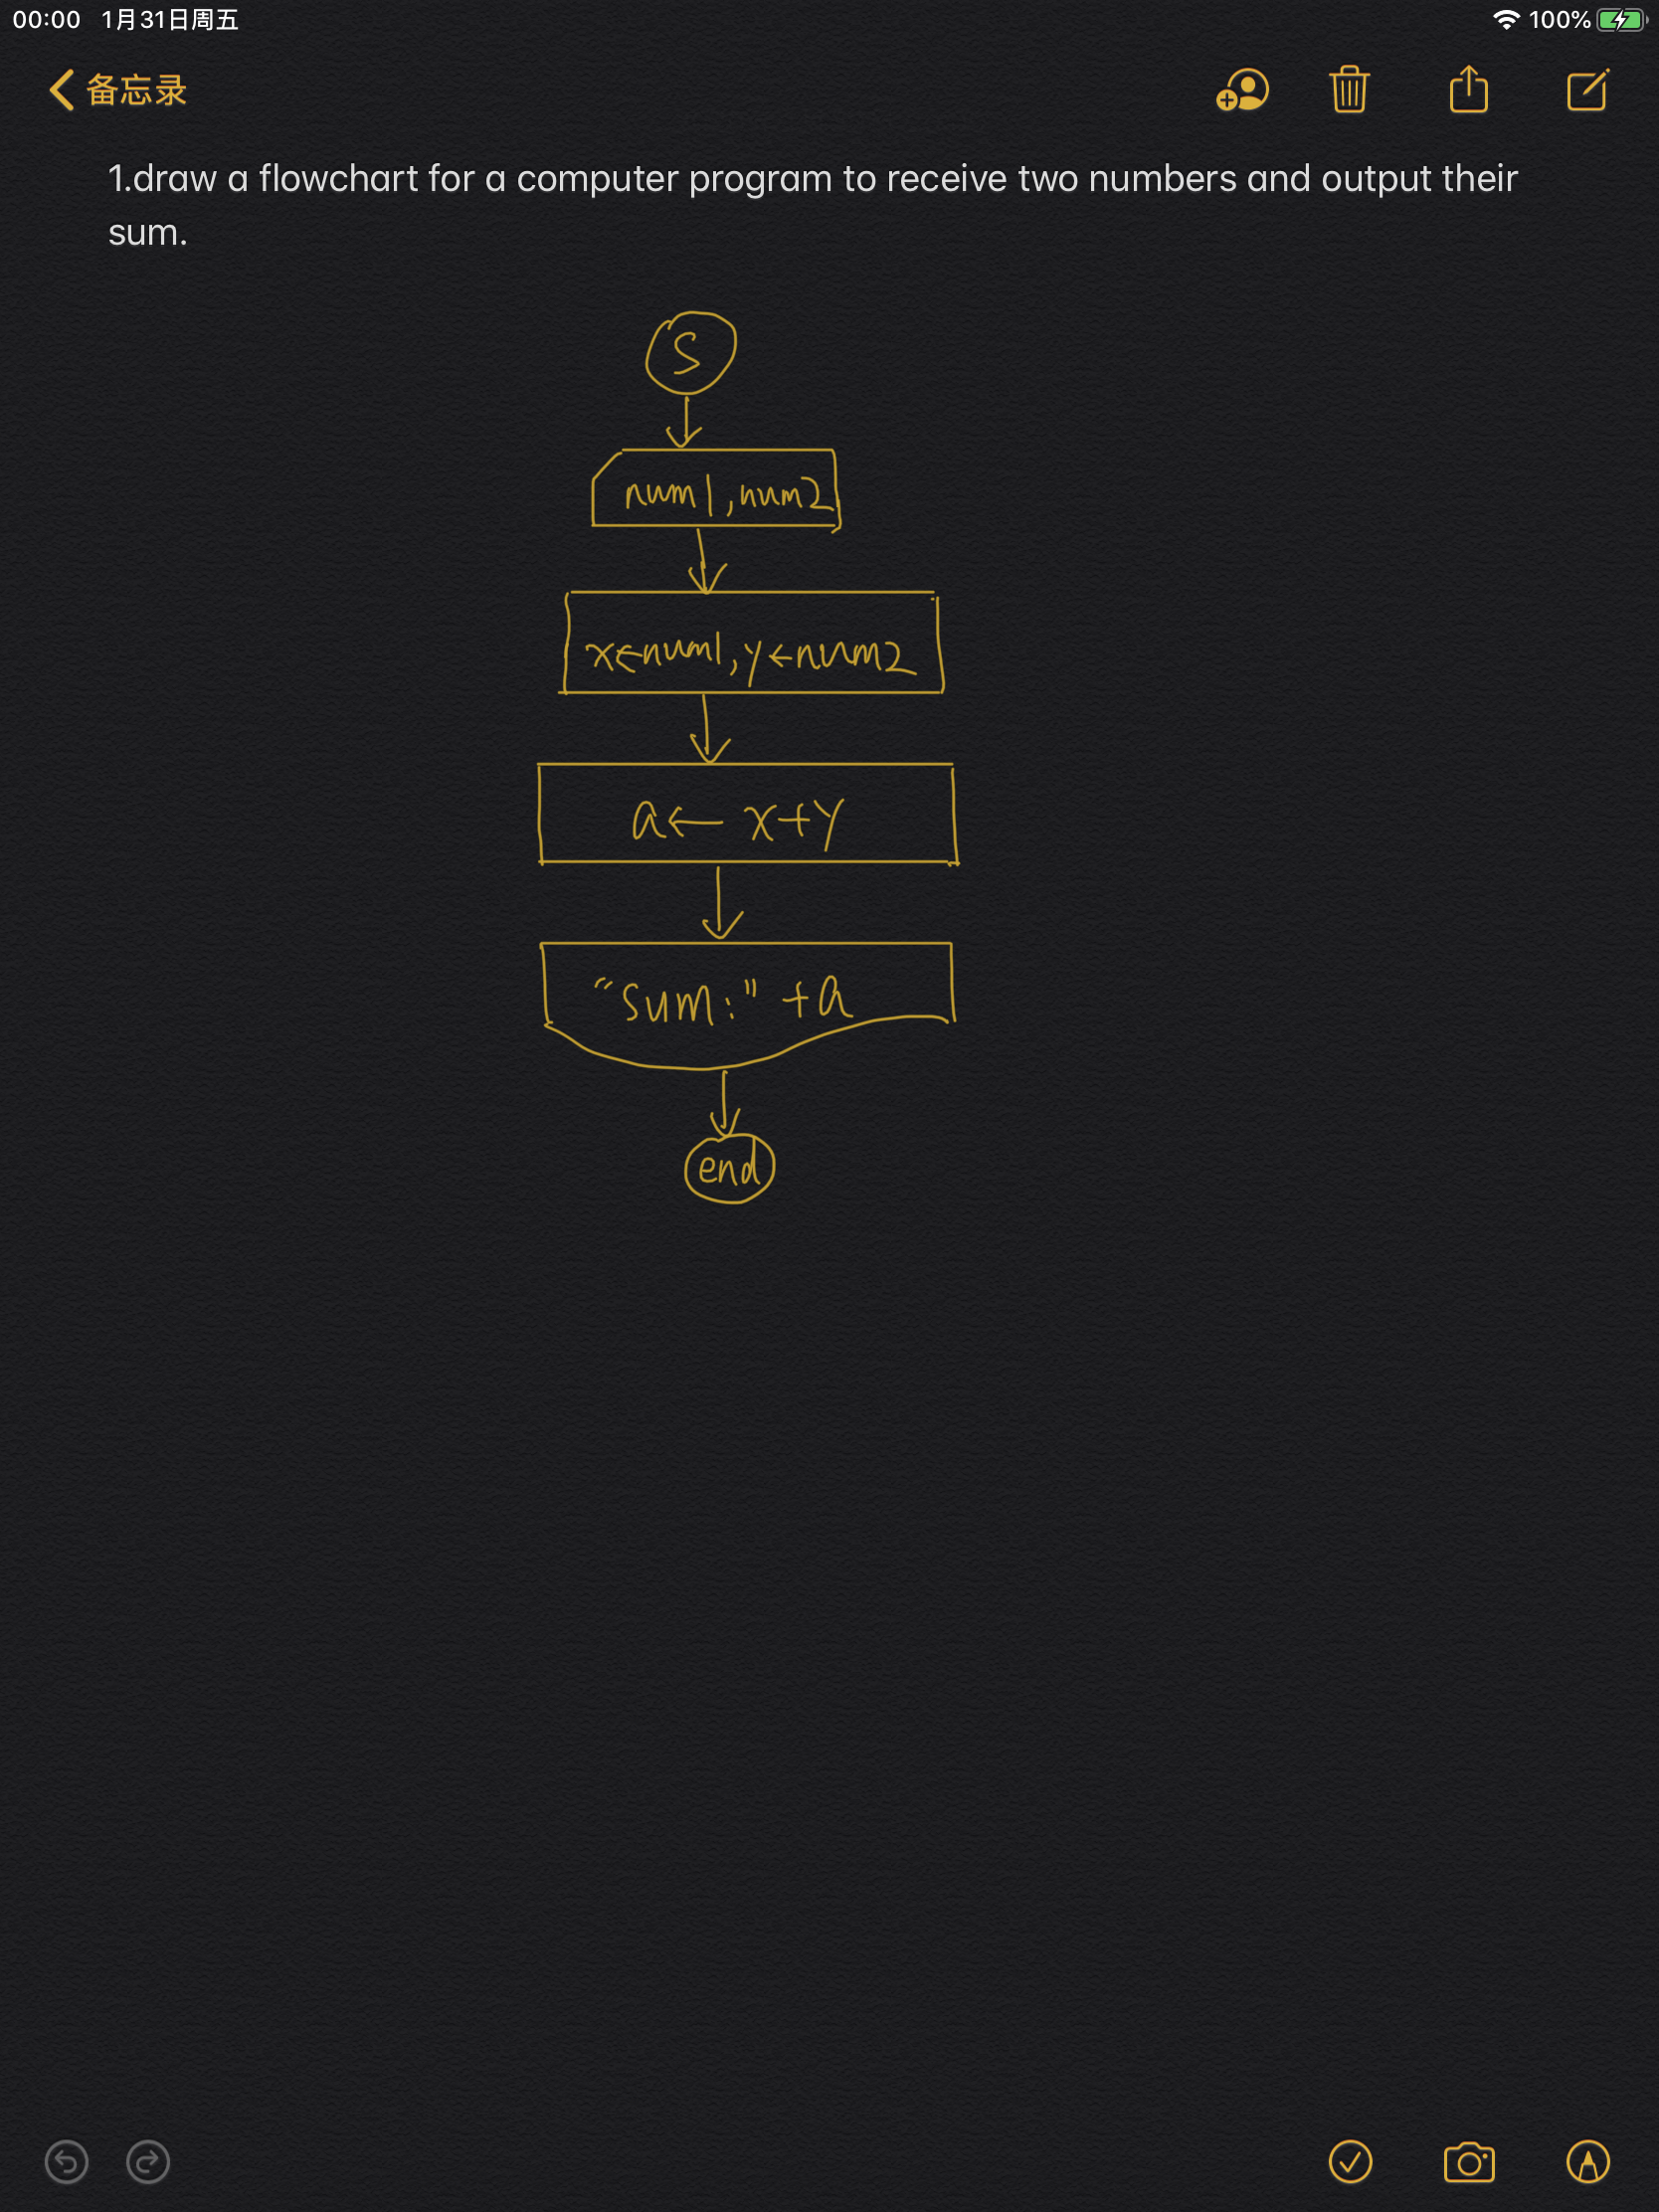 00:00 1月31日周五 100%
备忘录
1.draw a flowchart for a computer program to receive two numbers and output their
sum.
S
num1,num2
x←num1,y←num2
a← x+y
"sum:" +a
end